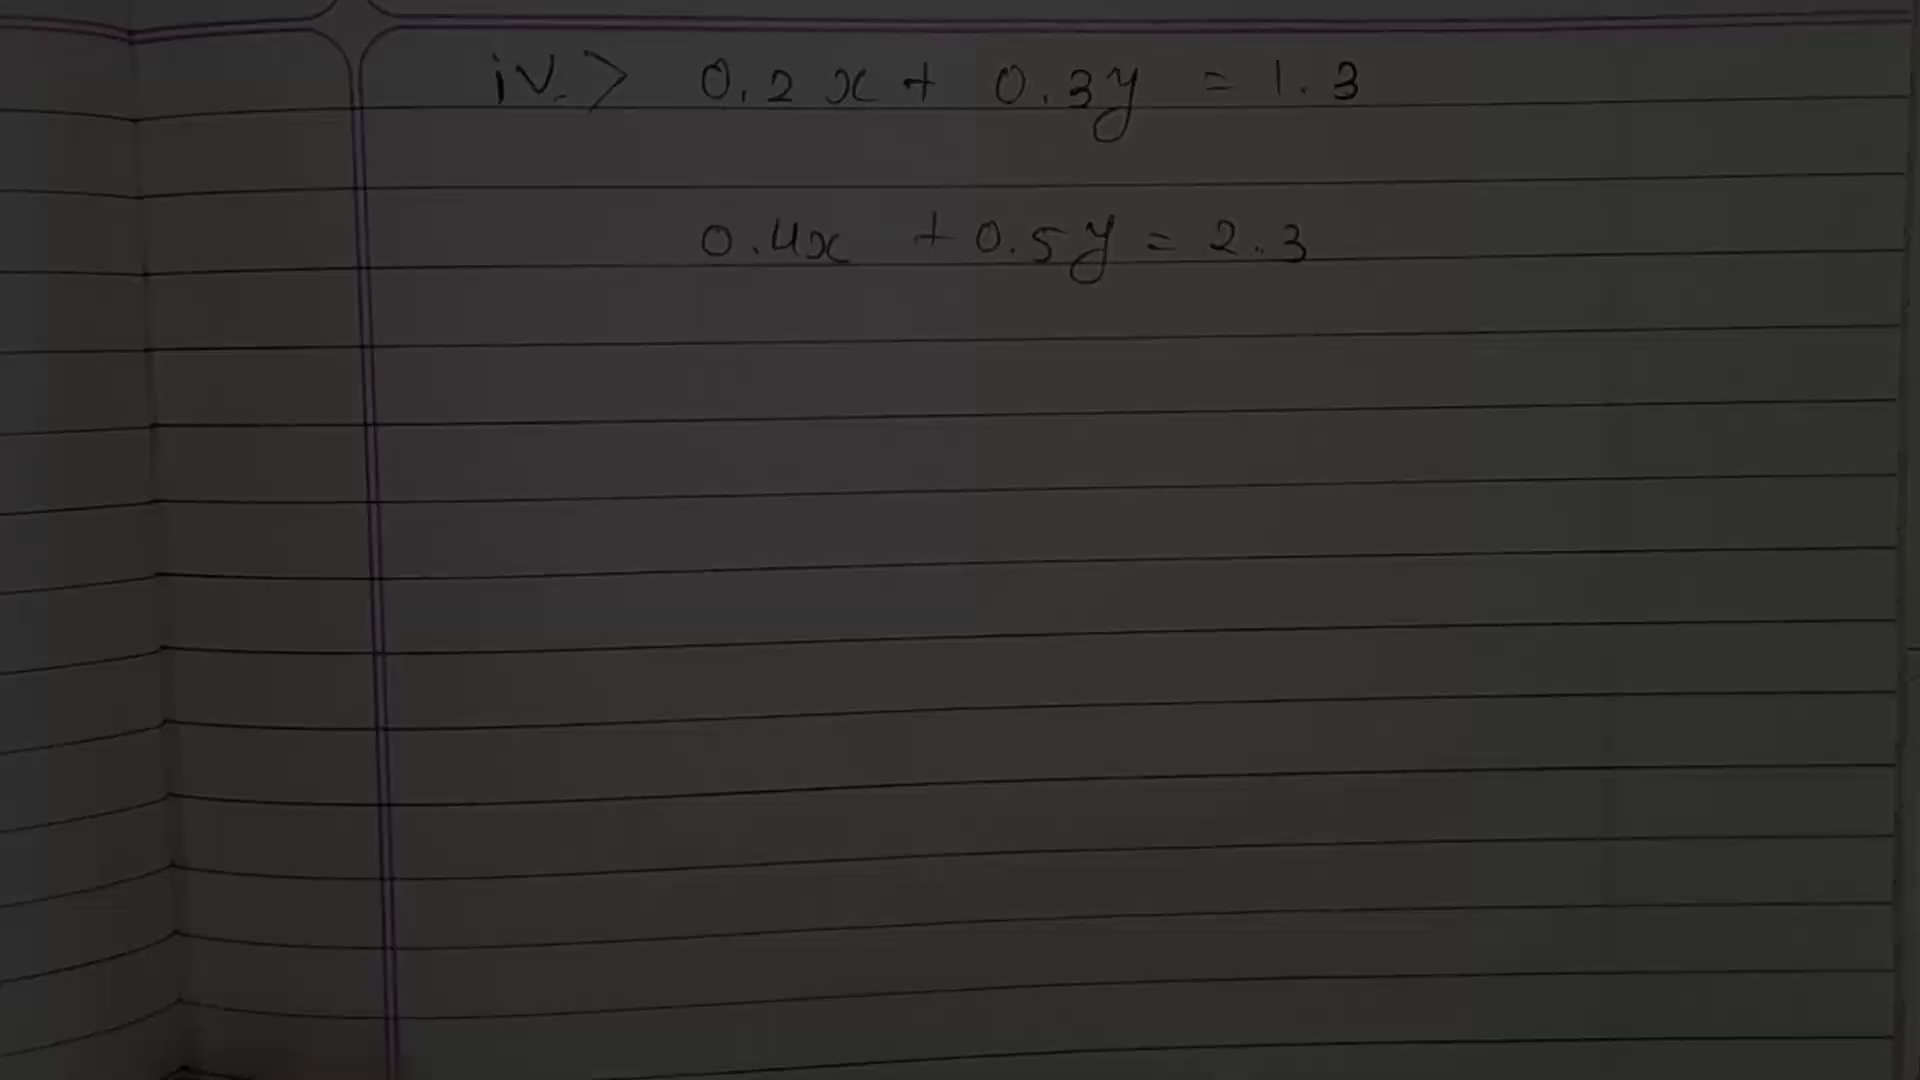 iv.> 0.2x + 0.3y = 1.3
0.4x + 0.5y = 2.3